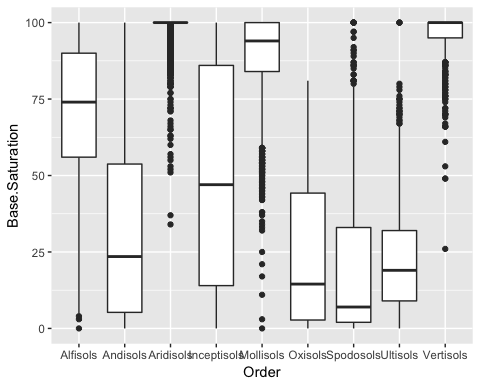 Base.Saturation
100
75
50
25
0
Alfisols Andisols Aridisols Inceptisols Mollisols Oxisols Spodosols Ultisols Vertisols
Order